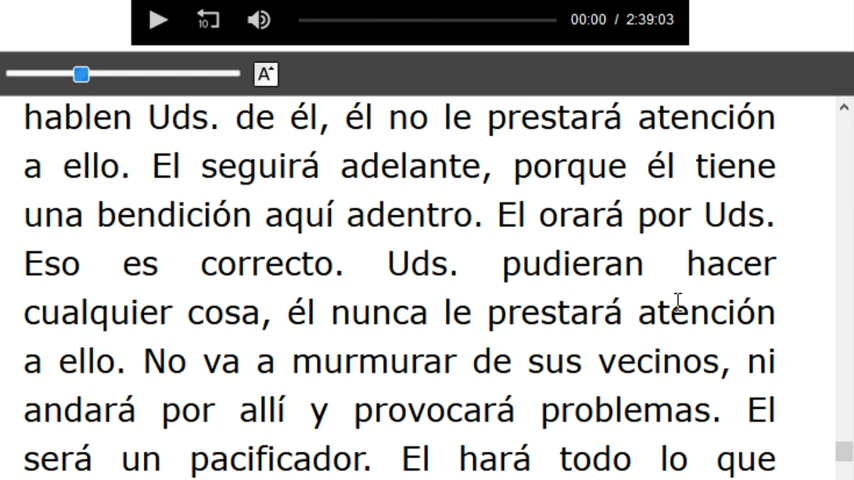 10
00:00 / 2:39:03
A
hablen Uds. de él, él no le prestará atención
a ello. El seguirá adelante, porque él tiene
una bendición aquí adentro. El orará por Uds.
Eso es correcto. Uds. pudieran hacer
cualquier cosa, él nunca le prestará atención
a ello. No va a murmurar de sus vecinos, ni
andará por allí y provocará problemas. El
será un pacificador. El hará todo lo que